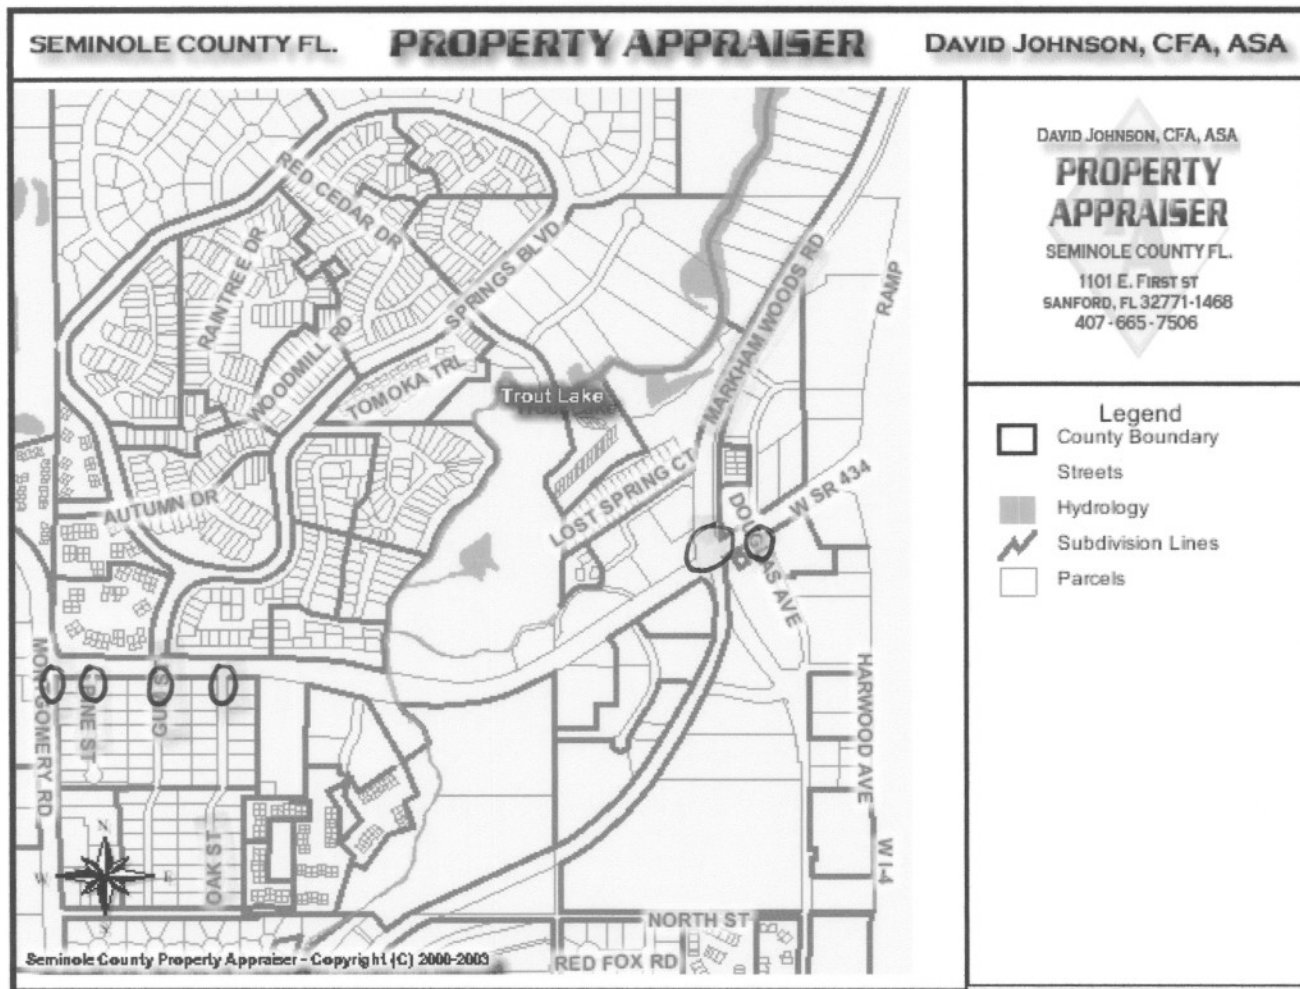 SEMINOLE COUNTY FL. PROPERTY APPRAISER DAVID JOHNSON, CFA, ASA
DAVID JOHNSON, CFA, ASA
PROPERTY
APPRAISER
SEMINOLE COUNTY FL.
1101 E. FIRST ST
SANFORD, FL 32771-1468
407-665-7506
Legend
County Boundary
Streets
Hydrology
Subdivision Lines
Parcels
RED CEDAR DR
RAINTREE DR
SPRINGS BLVD
WOODMILL RD
TOMOKA TRL
MARKHAM WOODS RD
RAMP
Trout Lake
AUTUMN DR
LOST SPRING CT
W SR 434
DOUGLAS AVE
MONTGOMERY RD
HARWOOD AVE
OAK ST
W I-4
N
W E
S
NORTH ST
RED FOX RD
Seminole County Property Appraiser - Copyright (C) 2000-2003